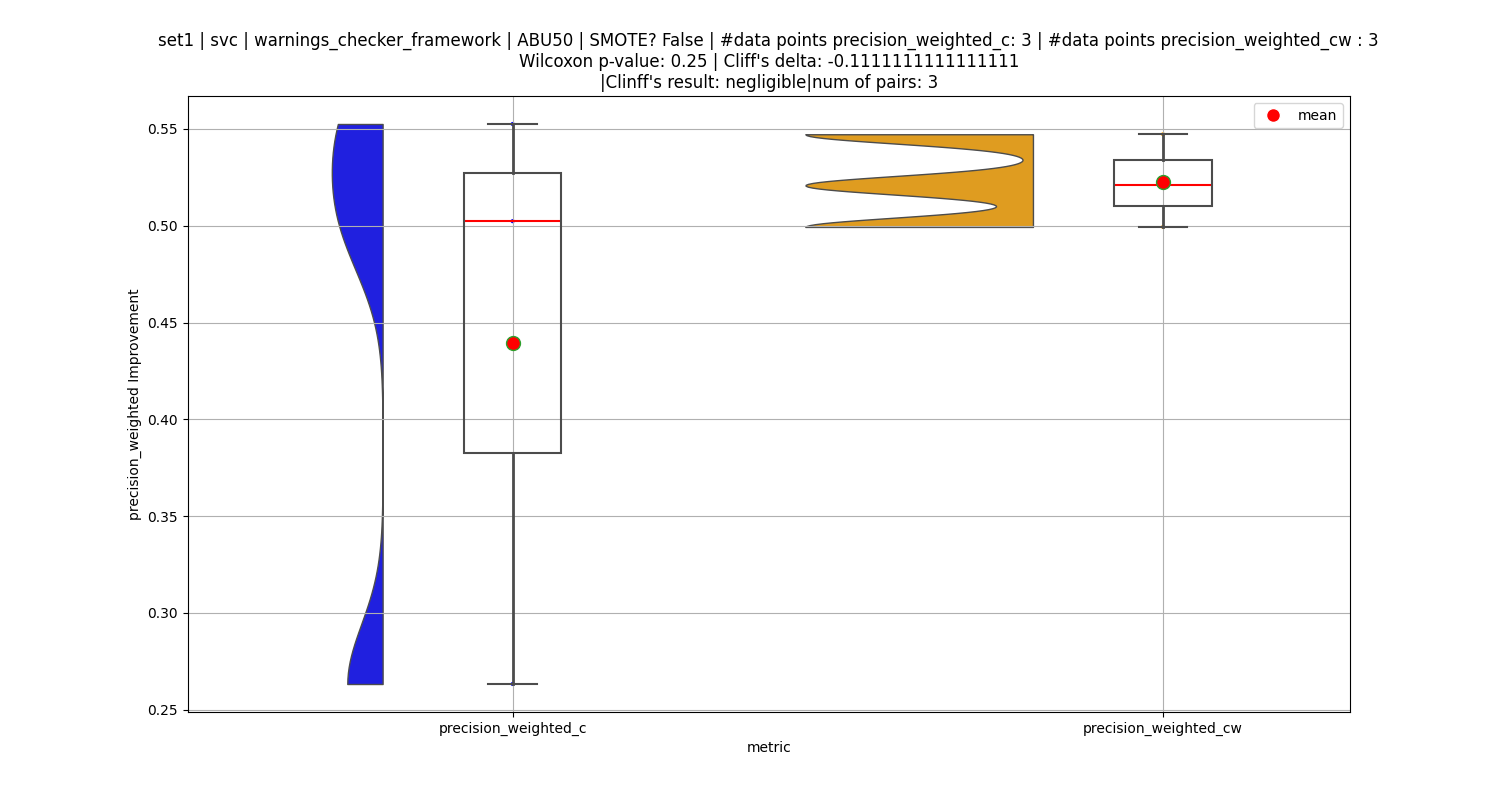 set1 | svc | warnings_checker_framework | ABU50 | SMOTE? False | #data points precision_weighted_c: 3 | #data points precision_weighted_cw : 3
Wilcoxon p-value: 0.25 | Cliff's delta: -0.1111111111111111
|Clinff's result: negligible|num of pairs: 3
mean
0.55
0.50
0.45
0.40
0.35
0.30
0.25
precision_weighted Improvement
precision_weighted_c
precision_weighted_cw
metric